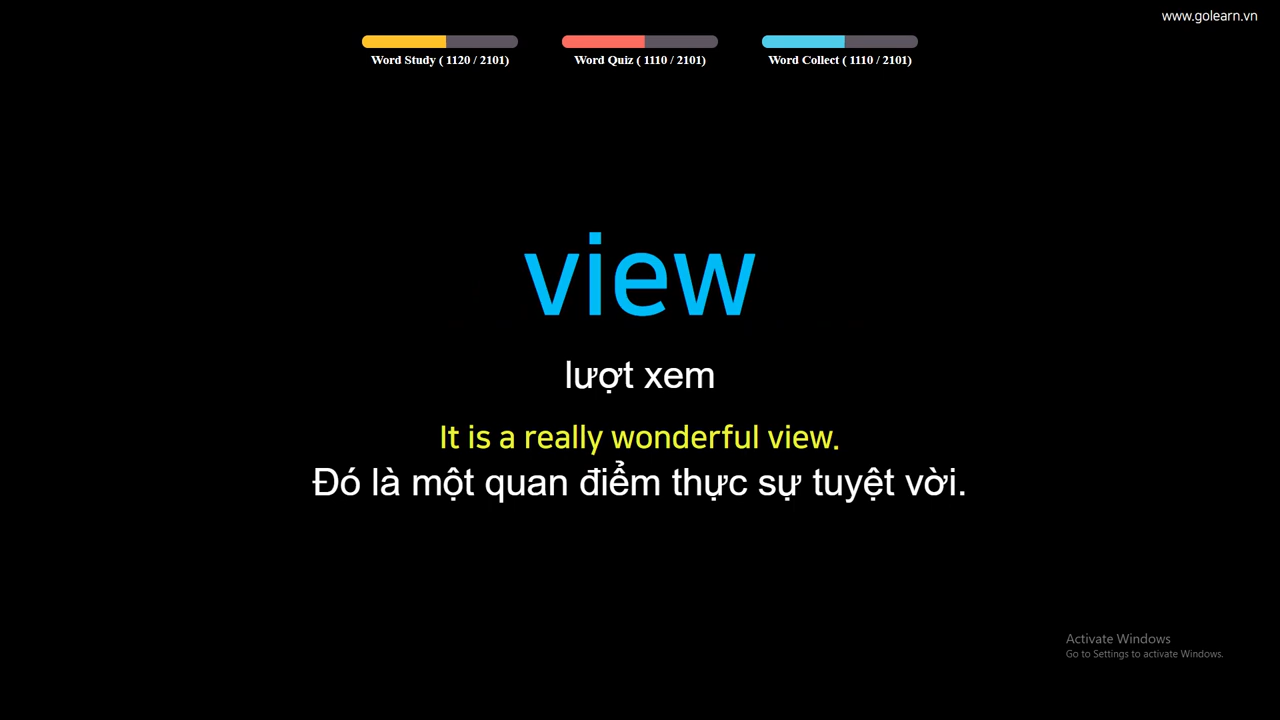 www.golearn.vn
Word Study ( 1120 / 2101)
Word Quiz ( 1110 / 2101)
Word Collect ( 1110 / 2101)
view
lượt xem
It is a really wonderful view.
Đó là một quan điểm thực sự tuyệt vời.
Activate Windows
Go to Settings to activate Windows.